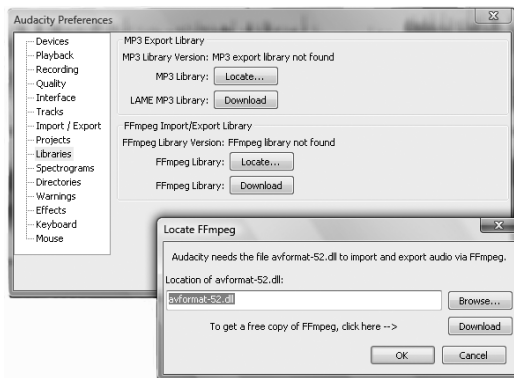 Audacity Preferences
Devices
Playback
Recording
Quality
Interface
Tracks
Import / Export
Projects
Libraries
Spectrograms
Directories
Warnings
Effects
Keyboard
Mouse
MP3 Export Library
MP3 Library Version: MP3 export library not found
MP3 Library: Locate...
LAME MP3 Library: Download
FFmpeg Import/Export Library
FFmpeg Library Version: FFmpeg library not found
FFmpeg Library: Locate...
FFmpeg Library: Download
Locate FFmpeg
Audacity needs the file avformat-52.dll to import and export audio via FFmpeg.
Location of avformat-52.dll:
avformat-52.dll Browse...
To get a free copy of FFmpeg, click here --> Download
OK Cancel